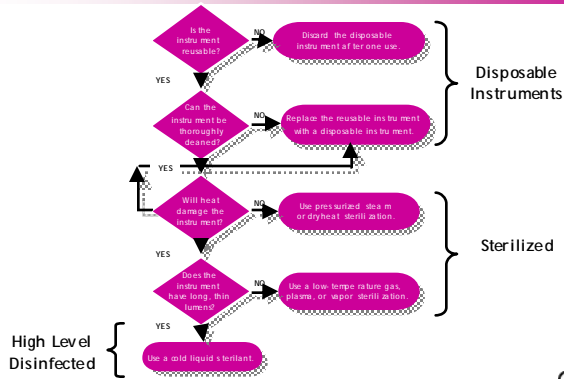 Is the
instrument
reusable?
NO
Discard the disposable
instrument after one use.
YES
Disposable
Instruments
Can the
instrument be
thoroughly
cleaned?
NO
Replace the reusable instrument
with a disposable instrument.
YES
Will heat
damage the
instrument?
NO
Use pressurized steam
or dryheat sterilization.
YES
Sterilized
Does the
instrument
have long, thin
lumens?
NO
Use a low-temperature gas,
plasma, or vapor sterilization.
YES
High Level
Disinfected
Use a cold liquid sterilant.